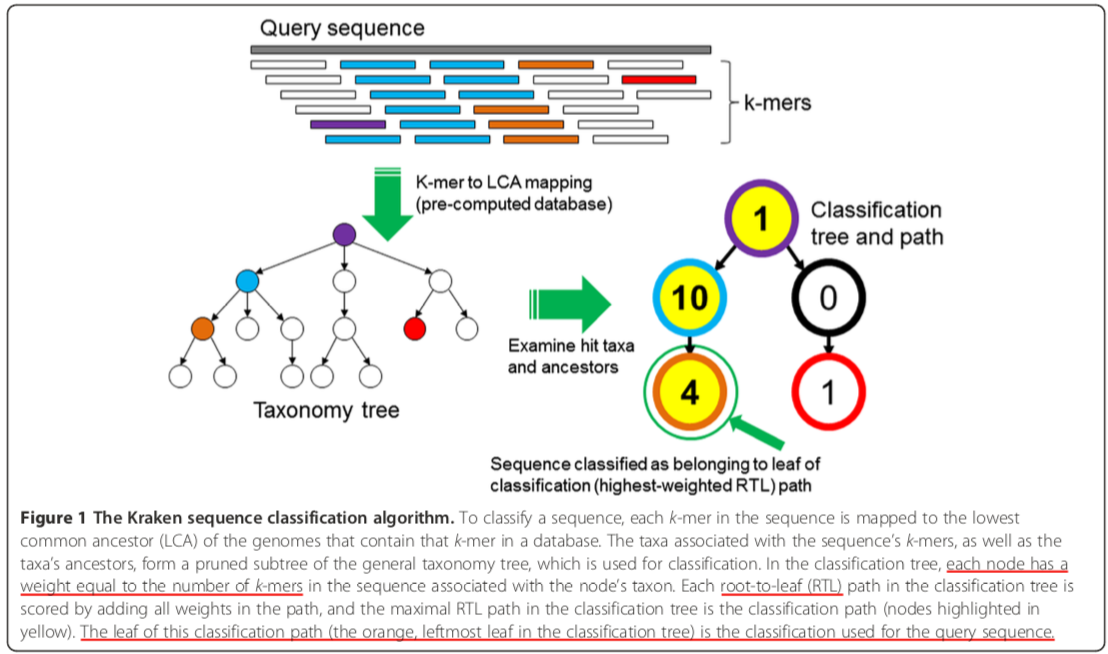 Query sequence
k-mers
K-mer to LCA mapping
(pre-computed database)
1
Classification
tree and path
10
0
Examine hit taxa
and ancestors
4
1
Taxonomy tree
Sequence classified as belonging to leaf of
classification (highest-weighted RTL) path
Figure 1 The Kraken sequence classification algorithm. To classify a sequence, each k-mer in the sequence is mapped to the lowest
common ancestor (LCA) of the genomes that contain that k-mer in a database. The taxa associated with the sequence's k-mers, as well as the
taxa's ancestors, form a pruned subtree of the general taxonomy tree, which is used for classification. In the classification tree, each node has a
weight equal to the number of k-mers in the sequence associated with the node's taxon. Each root-to-leaf (RTL) path in the classification tree is
scored by adding all weights in the path, and the maximal RTL path in the classification tree is the classification path (nodes highlighted in
yellow). The leaf of this classification path (the orange, leftmost leaf in the classification tree) is the classification used for the query sequence.